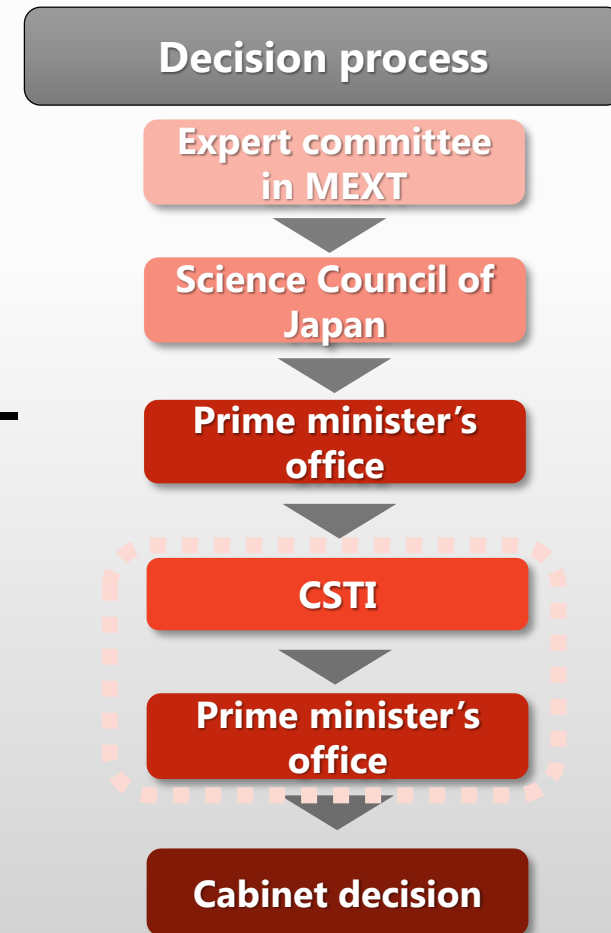 Decision process
Expert committee
in MEXT
Science Council of
Japan
Prime minister’s
office
CSTI
Prime minister’s
office
Cabinet decision